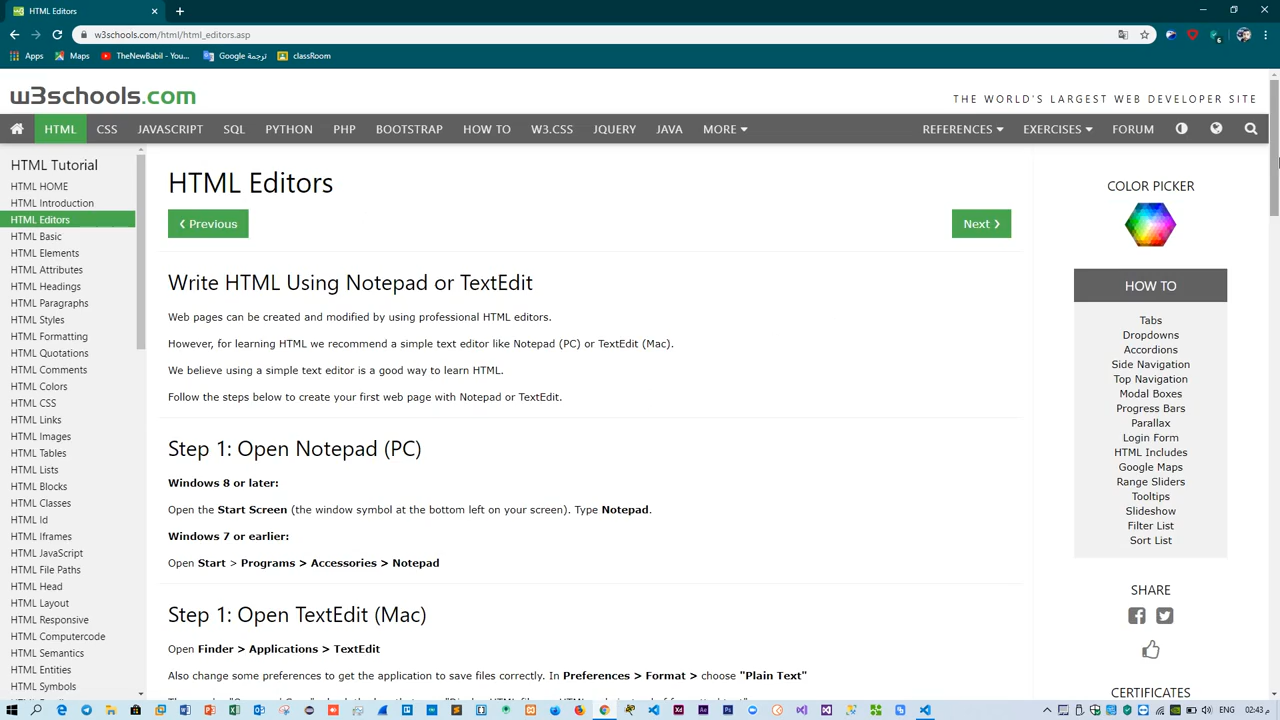 HTML Editors
w3schools.com/html/html_editors.asp
Apps
Maps
TheNewBabil - You...
ترجمة Google
classRoom
w3schools.com
THE WORLD'S LARGEST WEB DEVELOPER SITE
HTML
CSS
JAVASCRIPT
SQL
PYTHON
PHP
BOOTSTRAP
HOW TO
W3.CSS
JQUERY
JAVA
MORE
REFERENCES
EXERCISES
FORUM
HTML Tutorial
HTML HOME
HTML Introduction
HTML Editors
HTML Basic
HTML Elements
HTML Attributes
HTML Headings
HTML Paragraphs
HTML Styles
HTML Formatting
HTML Quotations
HTML Comments
HTML Colors
HTML CSS
HTML Links
HTML Images
HTML Tables
HTML Lists
HTML Blocks
HTML Classes
HTML Id
HTML Iframes
HTML JavaScript
HTML File Paths
HTML Head
HTML Layout
HTML Responsive
HTML Computercode
HTML Semantics
HTML Entities
HTML Symbols
HTML Editors
❮ Previous
Next ❯
Write HTML Using Notepad or TextEdit
Web pages can be created and modified by using professional HTML editors.
However, for learning HTML we recommend a simple text editor like Notepad (PC) or TextEdit (Mac).
We believe using a simple text editor is a good way to learn HTML.
Follow the steps below to create your first web page with Notepad or TextEdit.
Step 1: Open Notepad (PC)
Windows 8 or later:
Open the Start Screen (the window symbol at the bottom left on your screen). Type Notepad.
Windows 7 or earlier:
Open Start > Programs > Accessories > Notepad
Step 1: Open TextEdit (Mac)
Open Finder > Applications > TextEdit
Also change some preferences to get the application to save files correctly. In Preferences > Format > choose "Plain Text"
COLOR PICKER
HOW TO
Tabs
Dropdowns
Accordions
Side Navigation
Top Navigation
Modal Boxes
Progress Bars
Parallax
Login Form
HTML Includes
Google Maps
Range Sliders
Tooltips
Slideshow
Filter List
Sort List
SHARE
CERTIFICATES
ENG
02:43 م